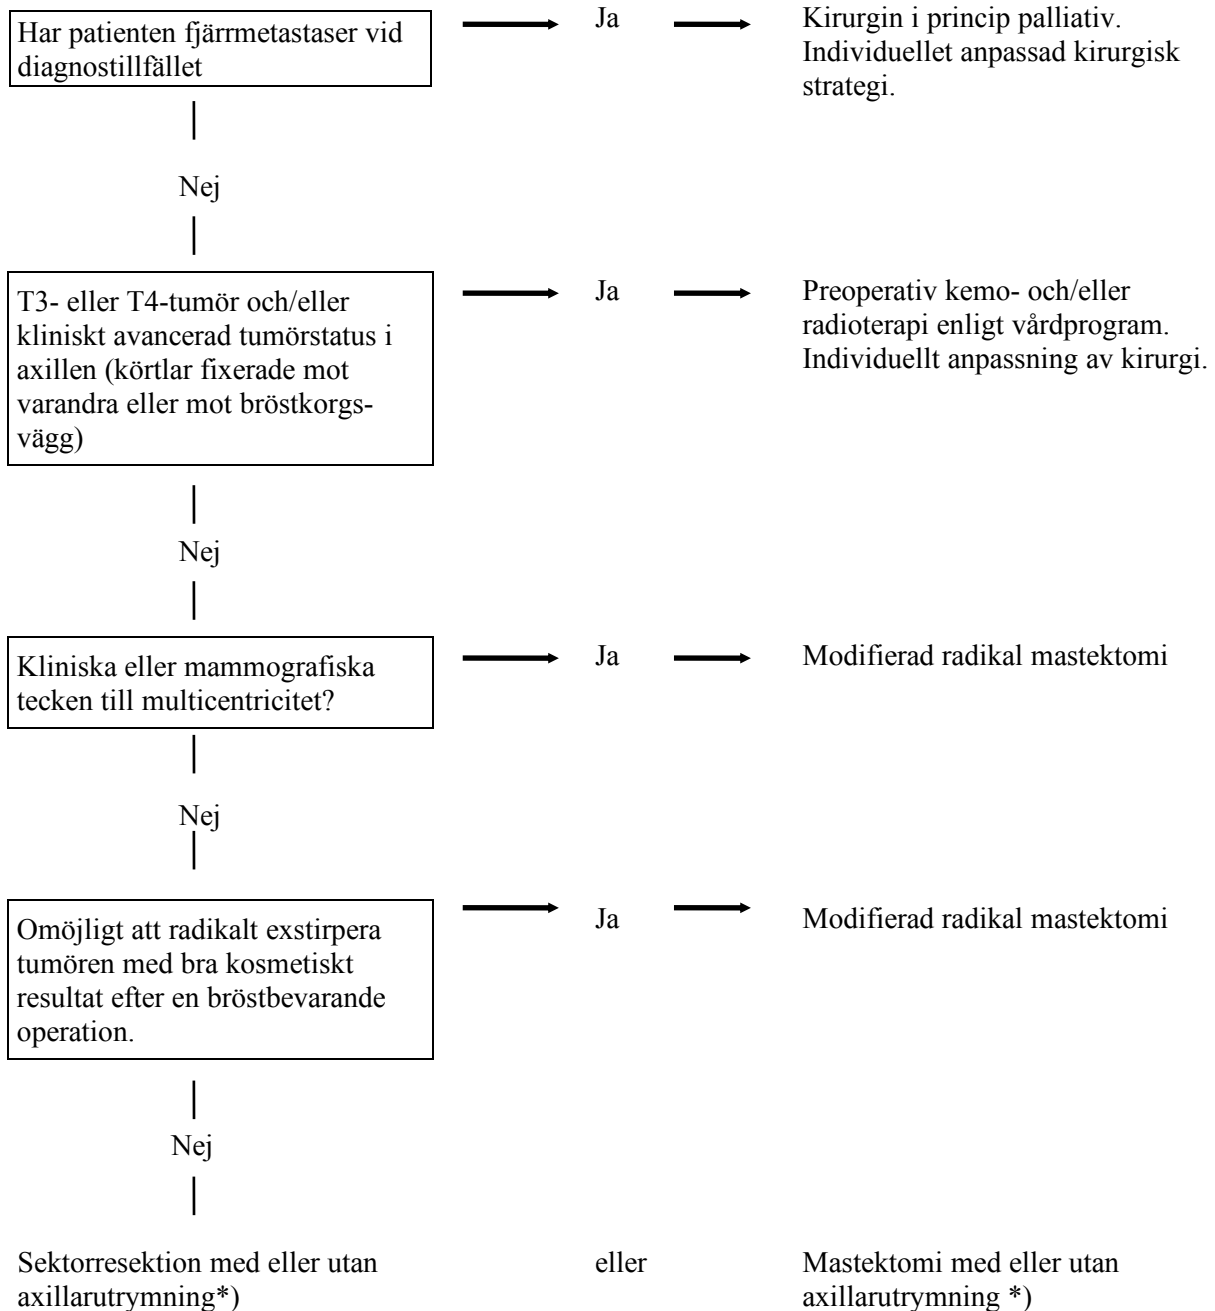 Har patienten fjärrmetastaser vid
diagnostillfället
Ja
Kirurgin i princip palliativ.
Individuellet anpassad kirurgisk
strategi.
Nej
T3- eller T4-tumör och/eller
kliniskt avancerad tumörstatus i
axillen (körtlar fixerade mot
varandra eller mot bröstkorgs-
vägg)
Ja
Preoperativ kemo- och/eller
radioterapi enligt vårdprogram.
Individuellt anpassning av kirurgi.
Nej
Kliniska eller mammografiska
tecken till multicentricitet?
Ja
Modifierad radikal mastektomi
Nej
Omöjligt att radikalt exstirpera
tumören med bra kosmetiskt
resultat efter en bröstbevarande
operation.
Ja
Modifierad radikal mastektomi
Nej
Sektorresektion med eller utan
axillarutrymning*)
eller
Mastektomi med eller utan
axillarutrymning *)